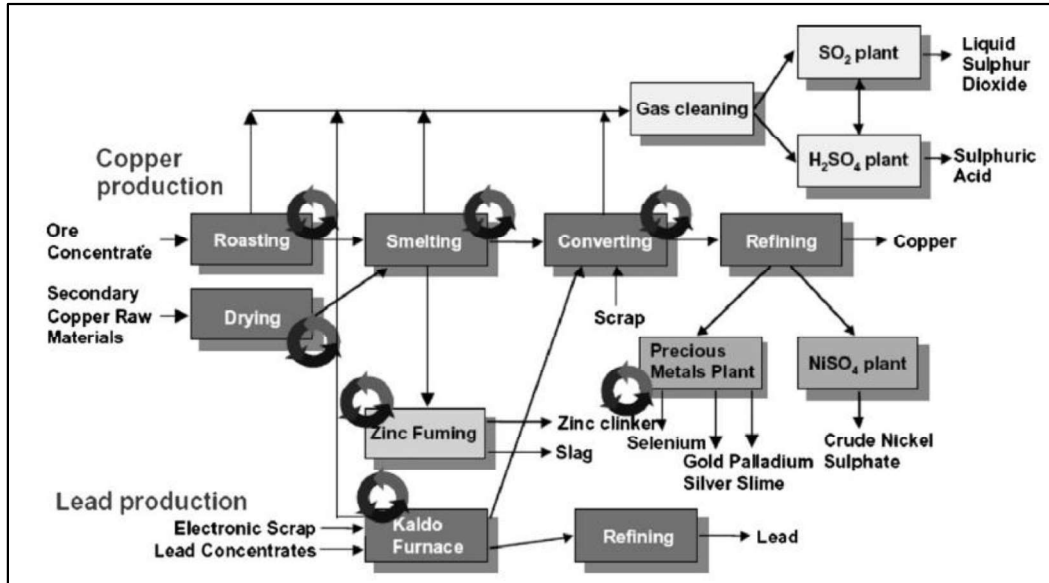 SO2 plant
Liquid
Sulphur
Dioxide
Gas cleaning
H2SO4 plant
Sulphuric
Acid
Copper
production
Ore
Concentrate
Roasting
Smelting
Converting
Refining
Copper
Secondary
Copper Raw
Materials
Drying
Scrap
Precious
Metals Plant
NiSO4 plant
Zinc Fuming
Zinc clinker
Slag
Selenium
Gold Palladium
Silver Slime
Crude Nickel
Sulphate
Lead production
Electronic Scrap
Lead Concentrates
Kaldo
Furnace
Refining
Lead